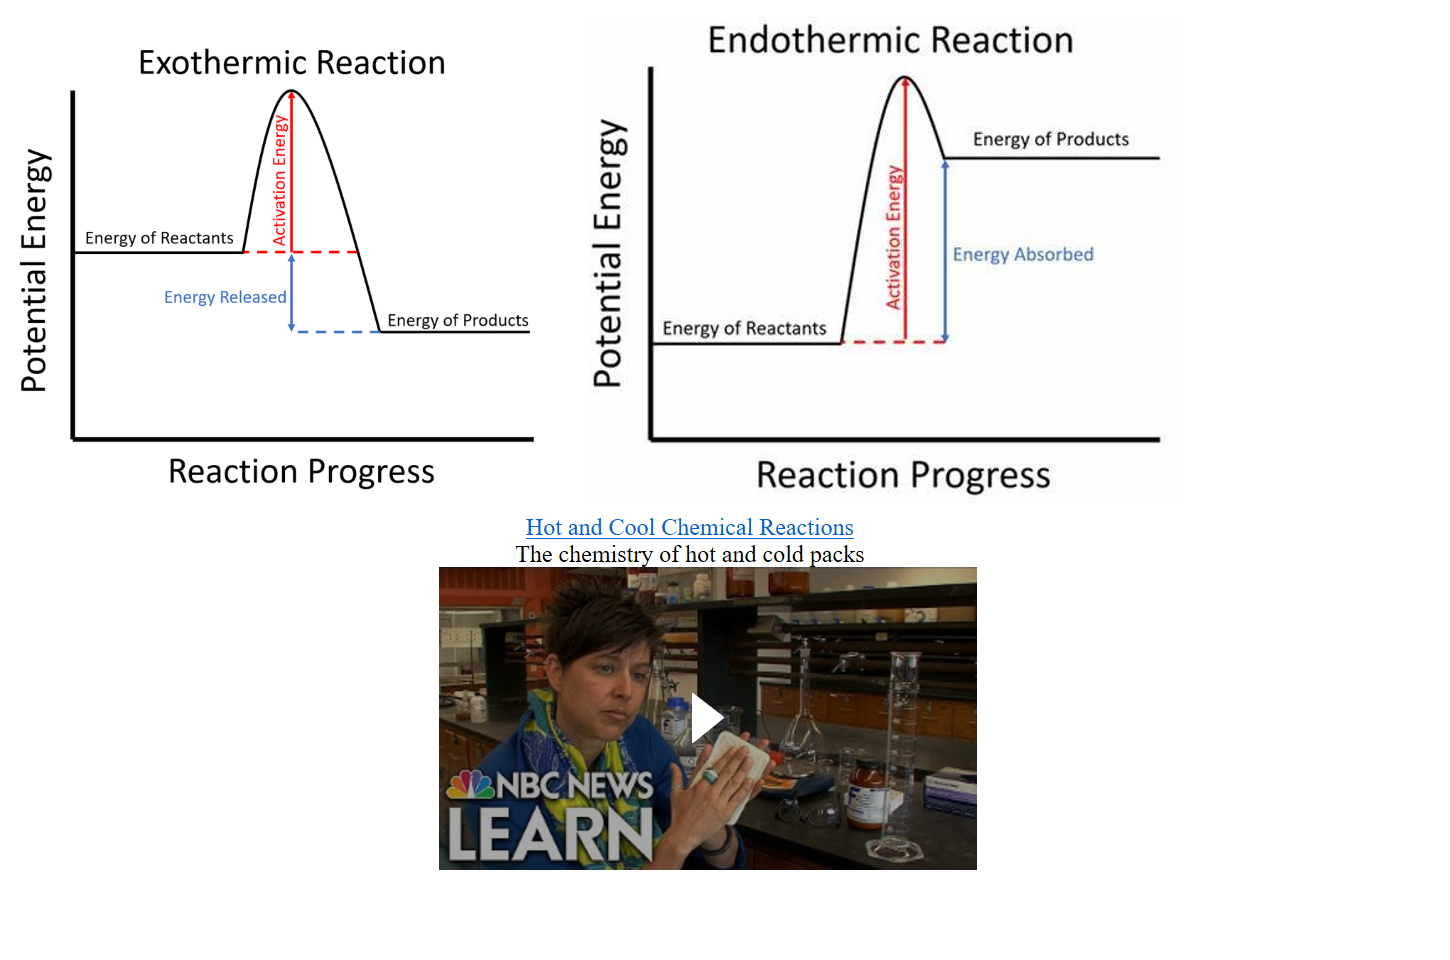 Exothermic Reaction
Potential Energy
Activation Energy
Energy of Reactants
Energy Released
Energy of Products
Reaction Progress
Endothermic Reaction
Potential Energy
Energy of Products
Activation Energy
Energy Absorbed
Energy of Reactants
Reaction Progress
Hot and Cool Chemical Reactions
The chemistry of hot and cold packs
NBC NEWS
LEARN